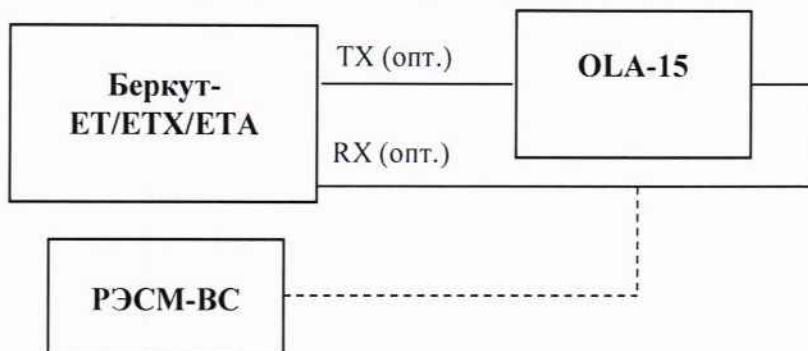 Беркут-
ET/ETX/ETA
TX (опт.)
OLA-15
RX (опт.)
РЭСМ-ВС